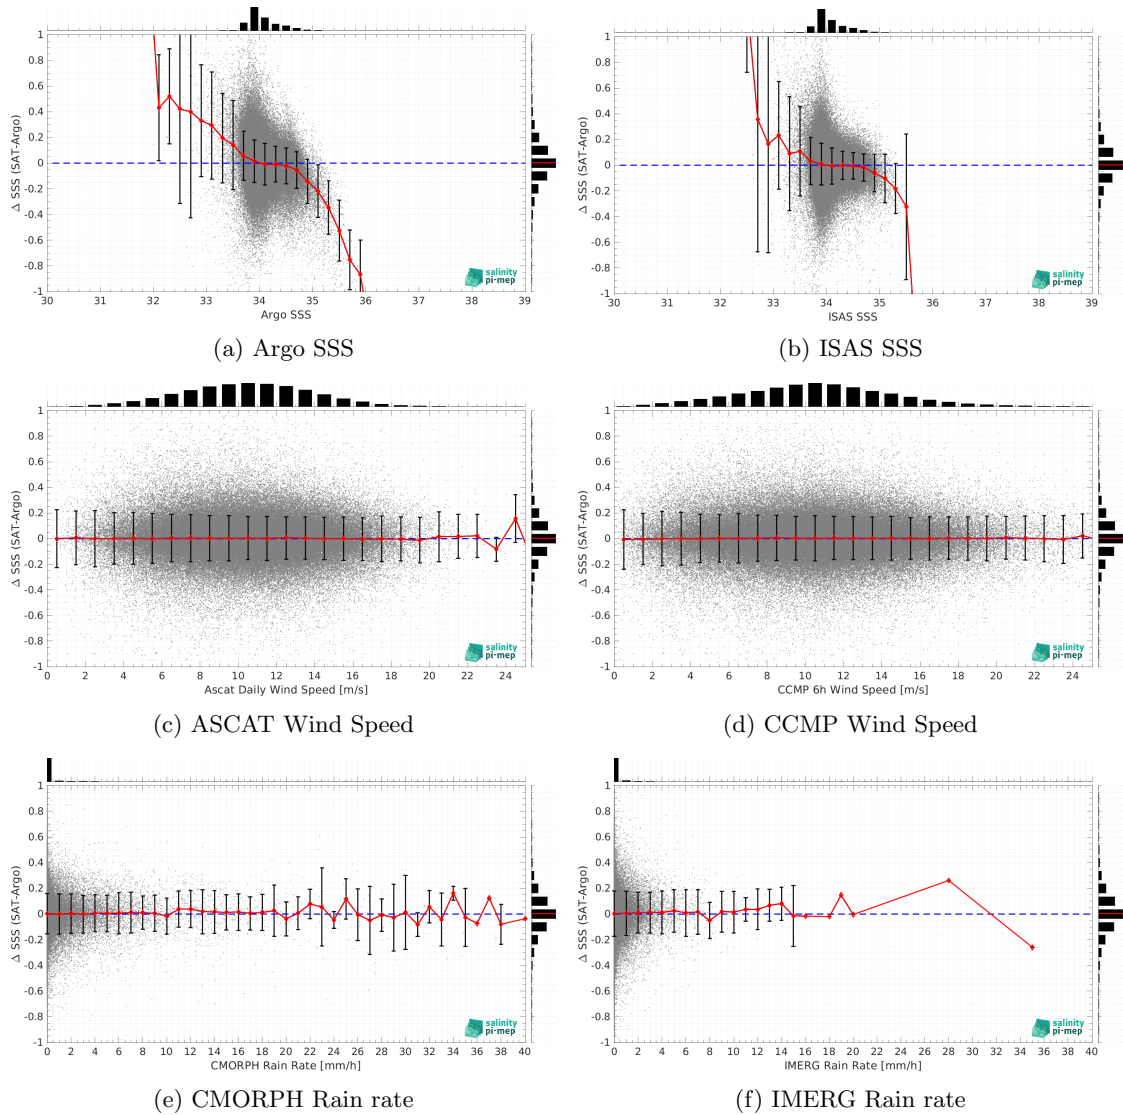 1
0.8
0.6
0.4
0.2
0
-0.2
-0.4
-0.6
-0.8
-1
Δ SSS (SAT-Argo)
30 31 32 33 34 35 36 37 38 39
Argo SSS
salinity
pi-mep
(a) Argo SSS
1
0.8
0.6
0.4
0.2
0
-0.2
-0.4
-0.6
-0.8
-1
Δ SSS (SAT-Argo)
30 31 32 33 34 35 36 37 38 39
ISAS SSS
salinity
pi-mep
(b) ISAS SSS
1
0.8
0.6
0.4
0.2
0
-0.2
-0.4
-0.6
-0.8
-1
Δ SSS (SAT-Argo)
0 2 4 6 8 10 12 14 16 18 20 22 24
Ascat Daily Wind Speed [m/s]
salinity
pi-mep
(c) ASCAT Wind Speed
1
0.8
0.6
0.4
0.2
0
-0.2
-0.4
-0.6
-0.8
-1
Δ SSS (SAT-Argo)
0 2 4 6 8 10 12 14 16 18 20 22 24
CCMP 6h Wind Speed [m/s]
salinity
pi-mep
(d) CCMP Wind Speed
1
0.8
0.6
0.4
0.2
0
-0.2
-0.4
-0.6
-0.8
-1
Δ SSS (SAT-Argo)
0 2 4 6 8 10 12 14 16 18 20 22 24 26 28 30 32 34 36 38 40
CMORPH Rain Rate [mm/h]
salinity
pi-mep
(e) CMORPH Rain rate
1
0.8
0.6
0.4
0.2
0
-0.2
-0.4
-0.6
-0.8
-1
Δ SSS (SAT-Argo)
0 2 4 6 8 10 12 14 16 18 20 22 24 26 28 30 32 34 36 38 40
IMERG Rain Rate [mm/h]
salinity
pi-mep
(f) IMERG Rain rate